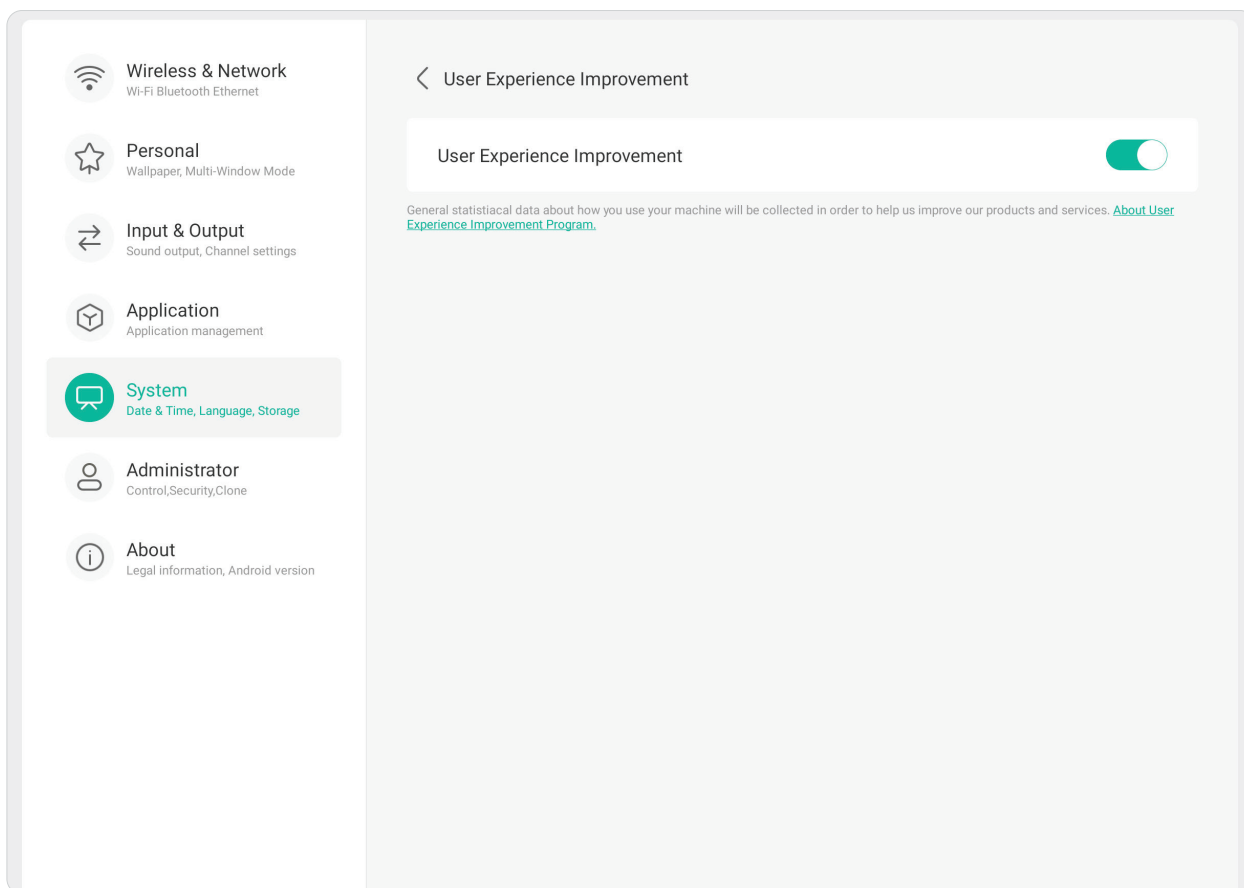 Wireless & Network
Wi-Fi Bluetooth Ethernet
Personal
Wallpaper, Multi-Window Mode
Input & Output
Sound output, Channel settings
Application
Application management
System
Date & Time, Language, Storage
Administrator
Control,Security,Clone
About
Legal information, Android version
User Experience Improvement
User Experience Improvement
General statistiacal data about how you use your machine will be collected in order to help us improve our products and services. About User
Experience Improvement Program.